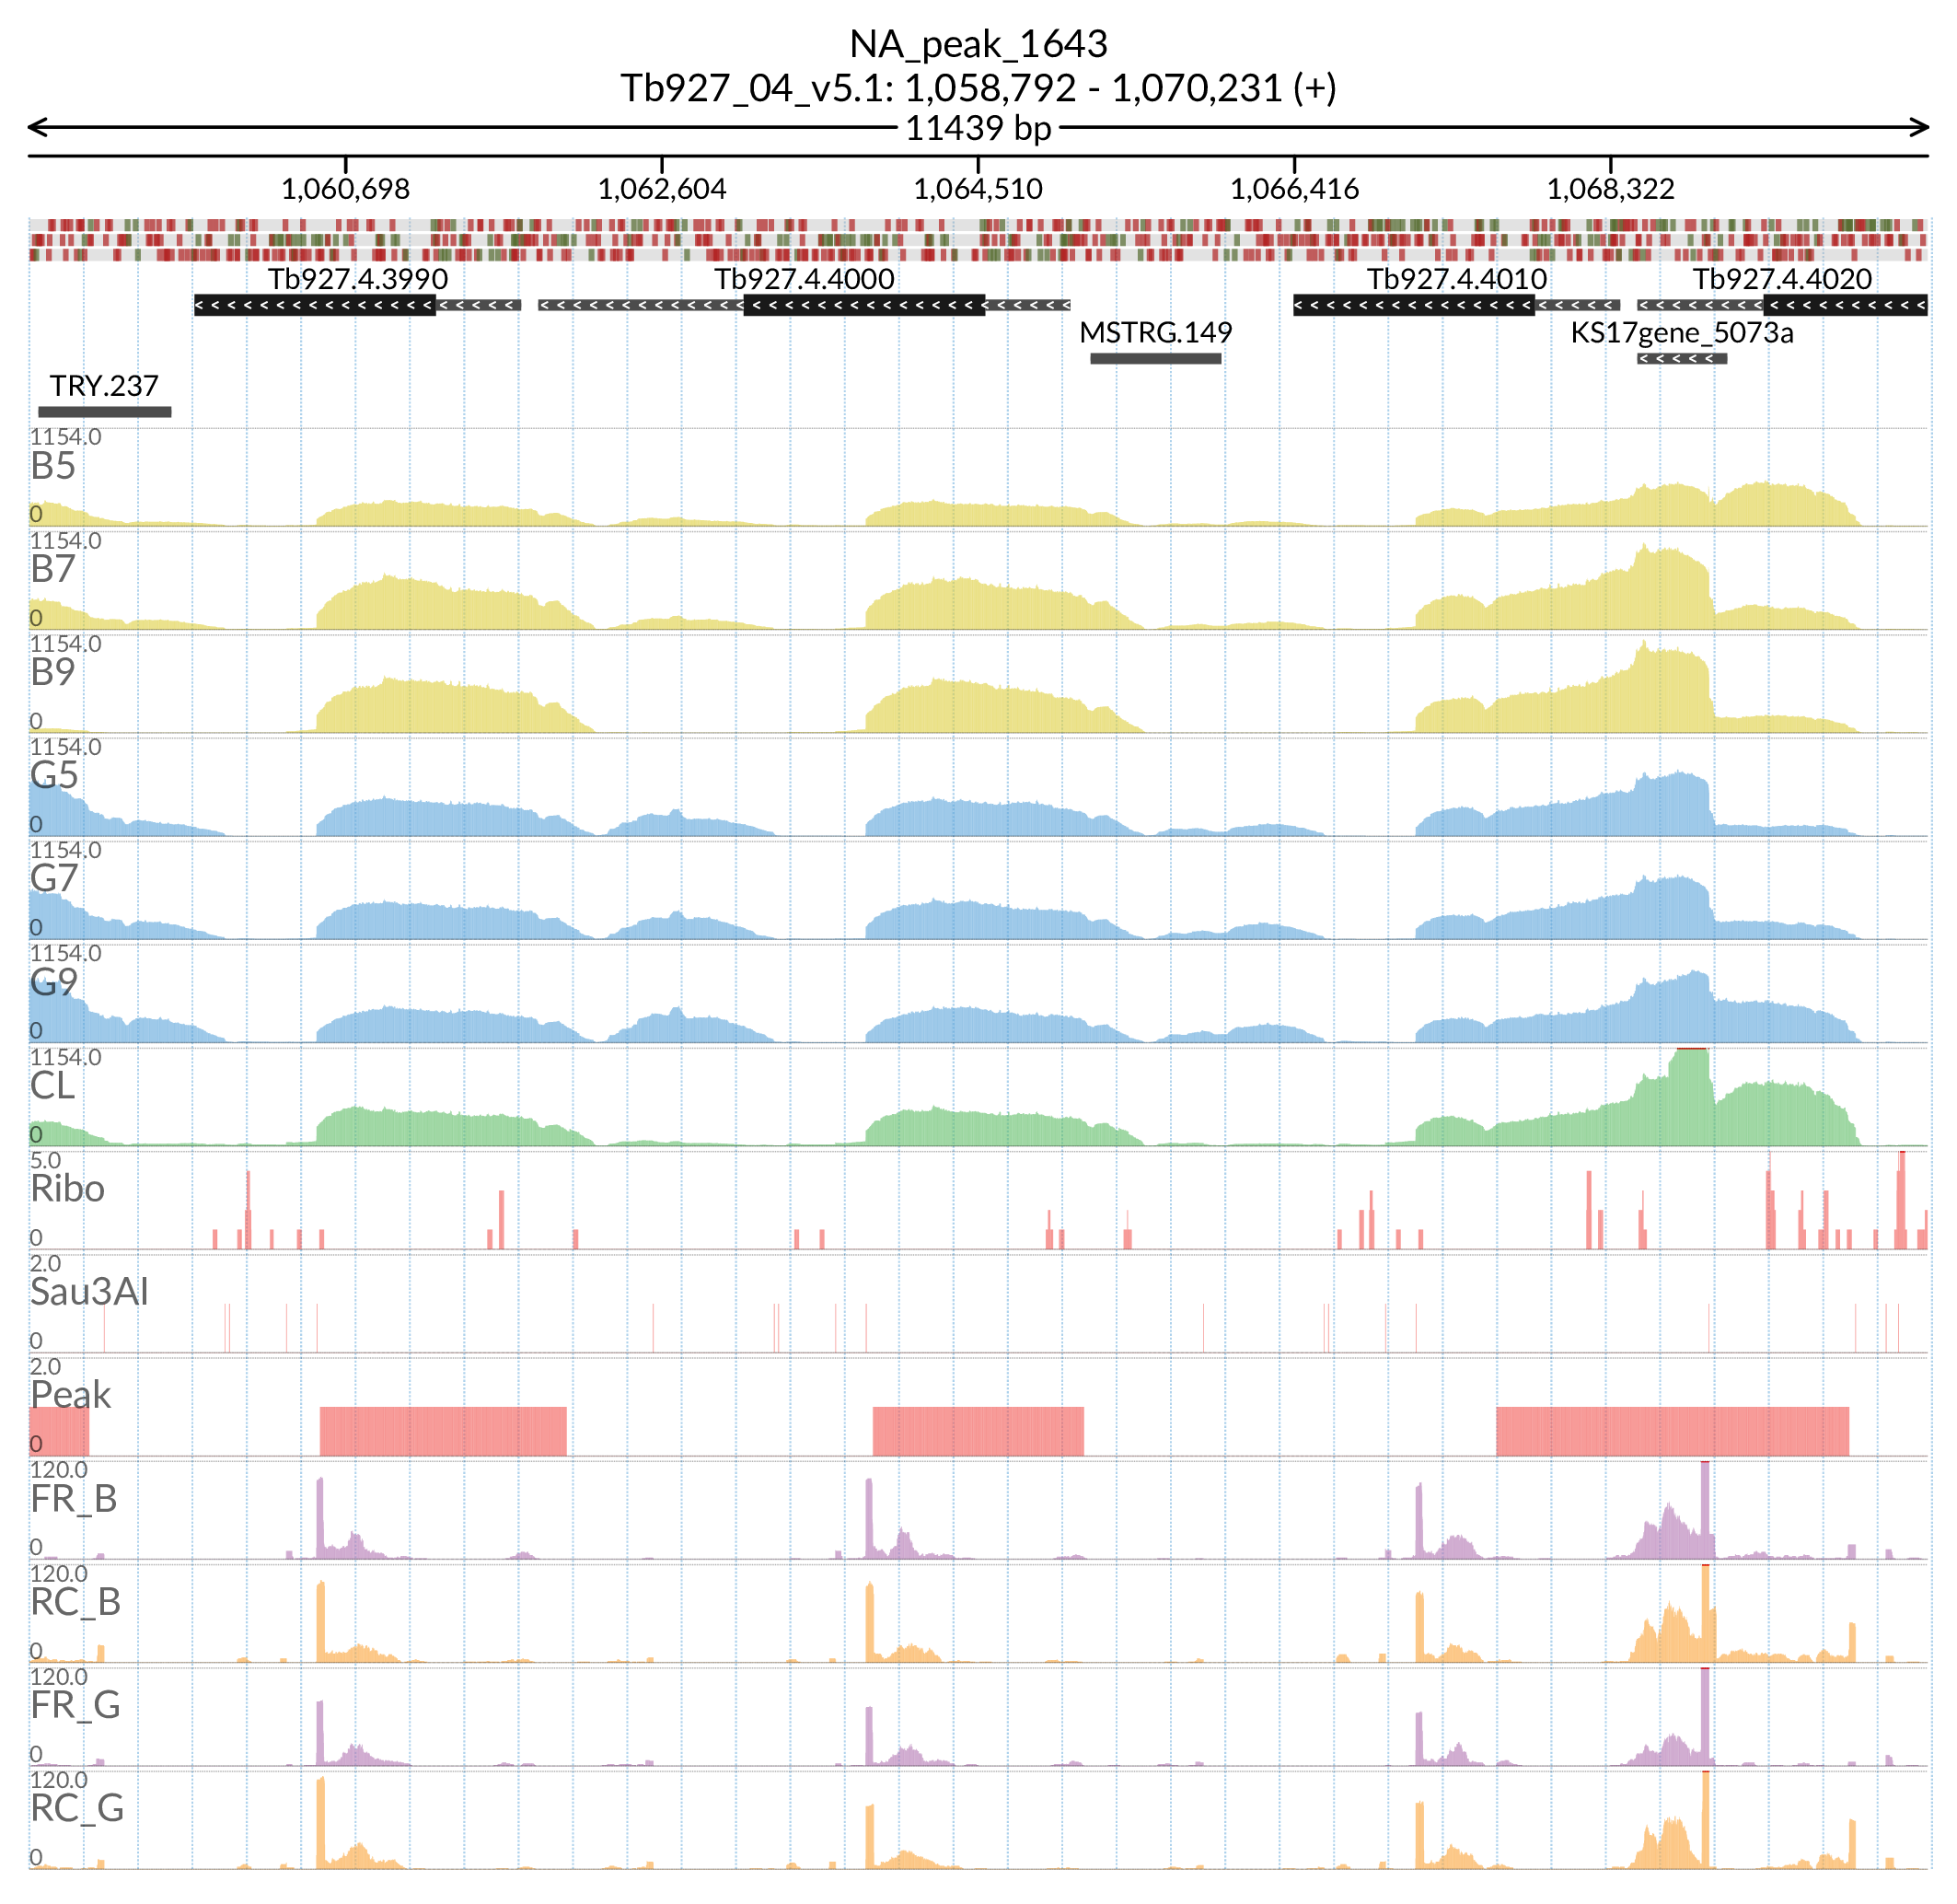 NA_peak_1643
Tb927_04_v5.1: 1,058,792 - 1,070,231 (+)
11439 bp
1,060,698 1,062,604 1,064,510 1,066,416 1,068,322
Tb927.4.3990 Tb927.4.4000 Tb927.4.4010 Tb927.4.4020
MSTRG.149 KS17gene_5073a
TRY.237
1154.0
B5
0
1154.0
B7
0
1154.0
B9
0
1154.0
G5
0
1154.0
G7
0
1154.0
G9
0
1154.0
CL
0
5.0
Ribo
0
2.0
Sau3AI
0
2.0
Peak
0
120.0
FR_B
0
120.0
RC_B
0
120.0
FR_G
0
120.0
RC_G
0